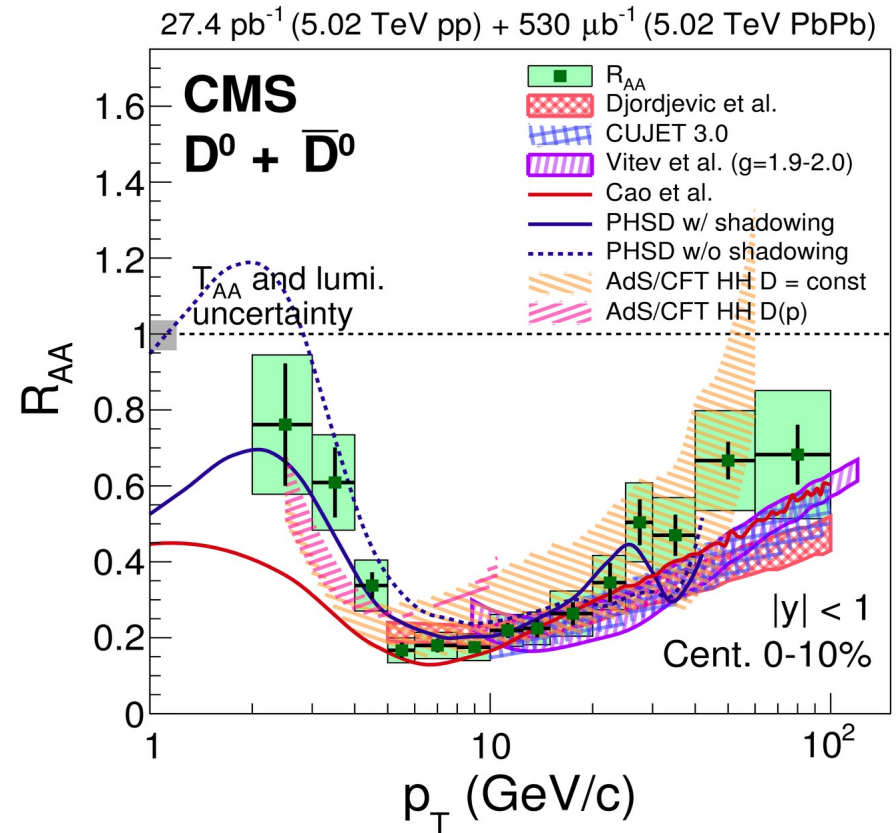 27.4 pb⁻¹ (5.02 TeV pp) + 530 μb⁻¹ (5.02 TeV PbPb)
CMS
D⁰ + D̅⁰
R_AA
Djordjevic et al.
CUJET 3.0
Vitev et al. (g=1.9-2.0)
Cao et al.
PHSD w/ shadowing
PHSD w/o shadowing
AdS/CFT HH D = const
AdS/CFT HH D(p)
T_AA and lumi.
uncertainty
|y| < 1
Cent. 0-10%
R_AA
1.6
1.4
1.2
1
0.8
0.6
0.4
0.2
0
1
10
10²
p_T (GeV/c)